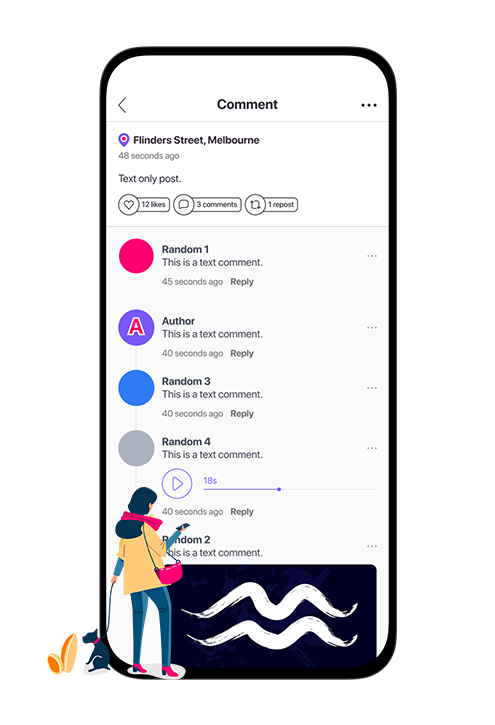 Comment
Flinders Street, Melbourne
48 seconds ago
Text only post.
12 likes 3 comments 1 repost
Random 1
This is a text comment.
45 seconds ago Reply
A
Author
This is a text comment.
40 seconds ago Reply
Random 3
This is a text comment.
40 seconds ago Reply
Random 4
This is a text comment.
18s
40 seconds ago Reply
Random 2
This is a text comment.